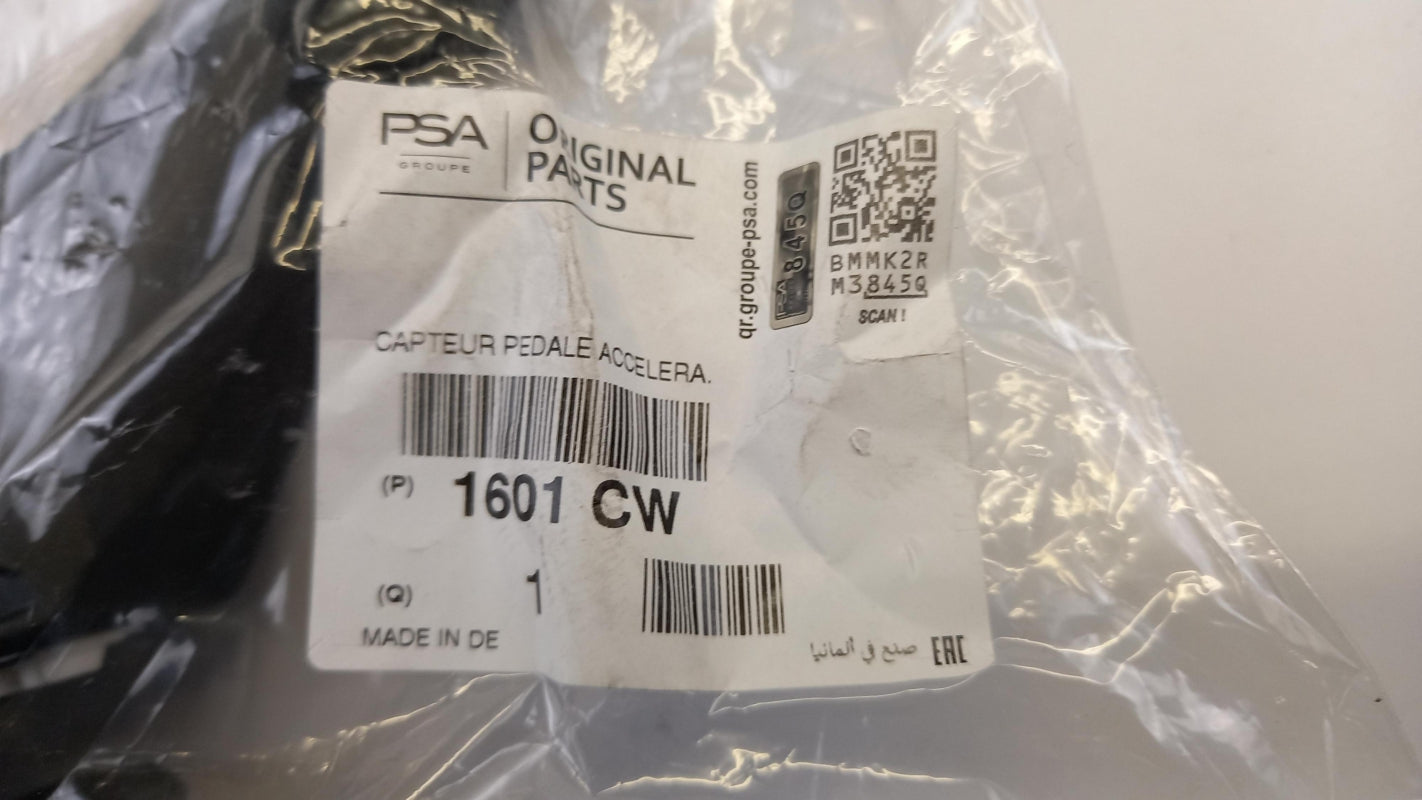 PSA
GROUPE
ORIGINAL
PARTS
qr.groupe-psa.com
PSA 845Q
BMMK2R
M3845Q
SCAN!
CAPTEUR PEDALE ACCELERA.
(P) 1601 CW
(Q) 1
MADE IN DE
صنع في ألمانيا
EAC